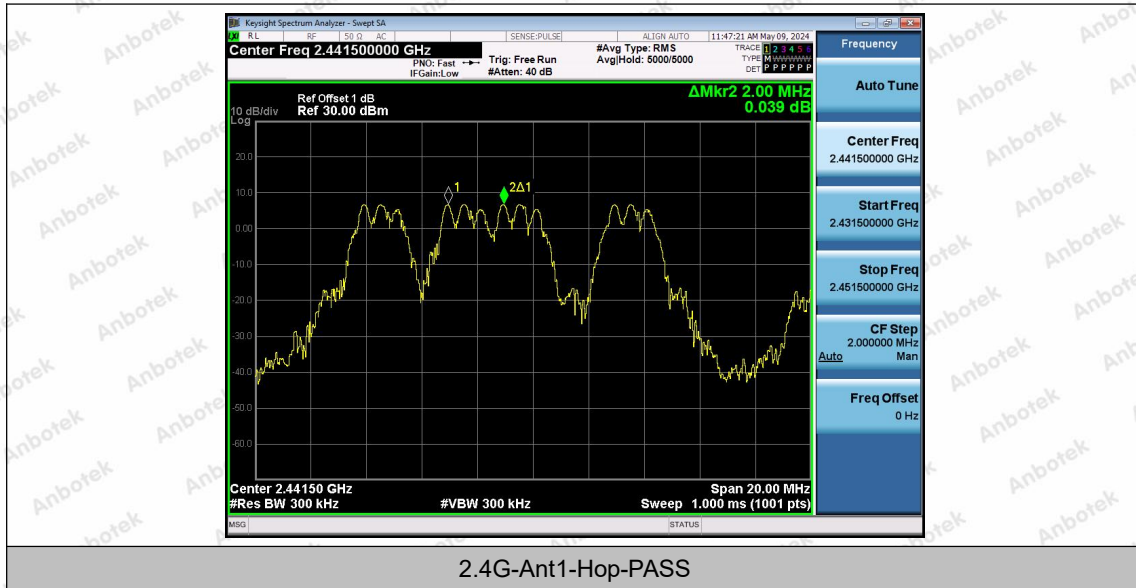 Keysight Spectrum Analyzer - Swept SA
RL RF 50 Ω AC SENSE:PULSE ALIGN AUTO 11:47:21 AM May 09, 2024
Center Freq 2.441500000 GHz #Avg Type: RMS TRACE 1 2 3 4 5 6 Frequency
PNO: Fast Trig: Free Run Avg|Hold: 5000/5000 TYPE M W W W W W
IFGain:Low #Atten: 40 dB DET P P P P P P
Auto Tune
ΔMkr2 2.00 MHz
0.039 dB
Ref Offset 1 dB
10 dB/div Ref 30.00 dBm
Log
Center Freq
2.441500000 GHz
20.0
10.0
0.00
-10.0
-20.0
-30.0
-40.0
-50.0
-60.0
1
2Δ1
Start Freq
2.431500000 GHz
Stop Freq
2.451500000 GHz
CF Step
2.000000 MHz
Auto Man
Freq Offset
0 Hz
Center 2.44150 GHz Span 20.00 MHz
#Res BW 300 kHz #VBW 300 kHz Sweep 1.000 ms (1001 pts)
MSG STATUS
2.4G-Ant1-Hop-PASS
Anbotek